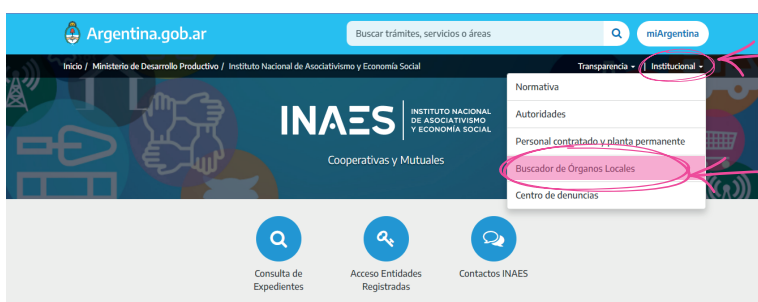 Argentina.gob.ar
Buscar trámites, servicios o áreas
miArgentina
Inicio / Ministerio de Desarrollo Productivo / Instituto Nacional de Asociativismo y Economía Social
Transparencia | Institucional
Normativa
Autoridades
Personal contratado y planta permanente
Buscador de Órganos Locales
Centro de denuncias
INAES
INSTITUTO NACIONAL
DE ASOCIATIVISMO
Y ECONOMÍA SOCIAL
Cooperativas y Mutuales
Consulta de
Expedientes
Acceso Entidades
Registradas
Contactos INAES